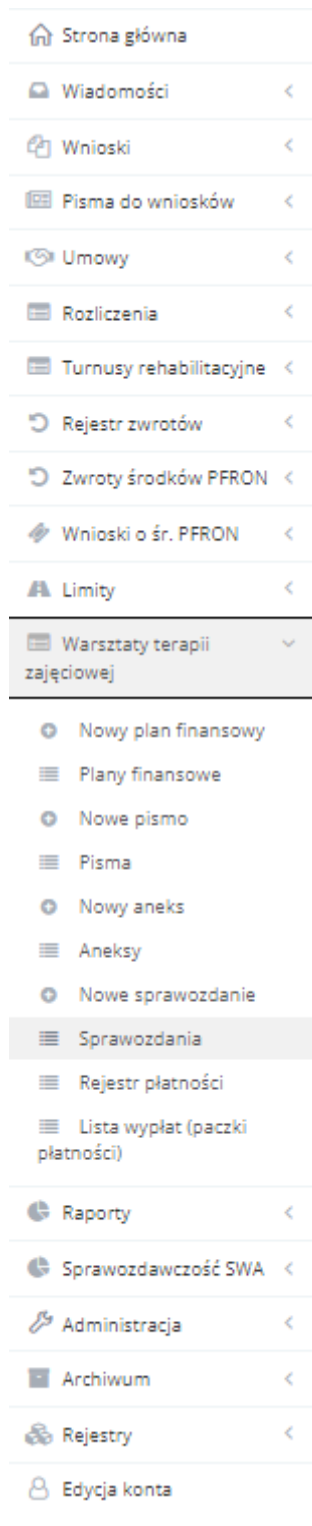 Strona główna
Wiadomości
Wnioski
Pisma do wniosków
Umowy
Rozliczenia
Turnusy rehabilitacyjne
Rejestr zwrotów
Zwroty środków PFRON
Wnioski o śr. PFRON
Limity
Warsztaty terapii
zajęciowej
Nowy plan finansowy
Plany finansowe
Nowe pismo
Pisma
Nowy aneks
Aneksy
Nowe sprawozdanie
Sprawozdania
Rejestr płatności
Lista wypłat (paczki
płatności)
Raporty
Sprawozdawczość SWA
Administracja
Archiwum
Rejestry
Edycja konta